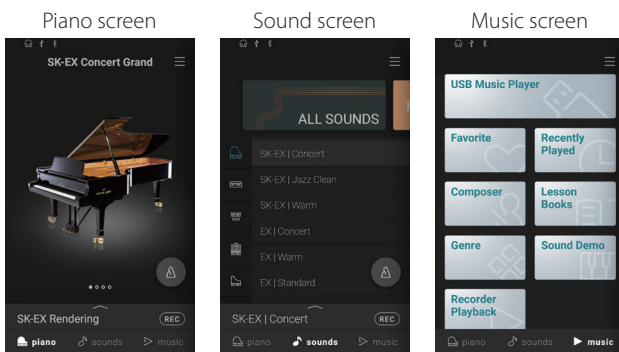 Piano screen
SK-EX Concert Grand
SK-EX Rendering
REC
piano
sounds
music
Sound screen
ALL SOUNDS
SK-EX | Concert
SK-EX | Jazz Clean
SK-EX | Warm
EX | Concert
EX | Warm
EX | Standard
SK-EX | Concert
REC
piano
sounds
music
Music screen
USB Music Player
Favorite
Recently
Played
Composer
Lesson
Books
Genre
Sound Demo
Recorder
Playback
piano
sounds
music